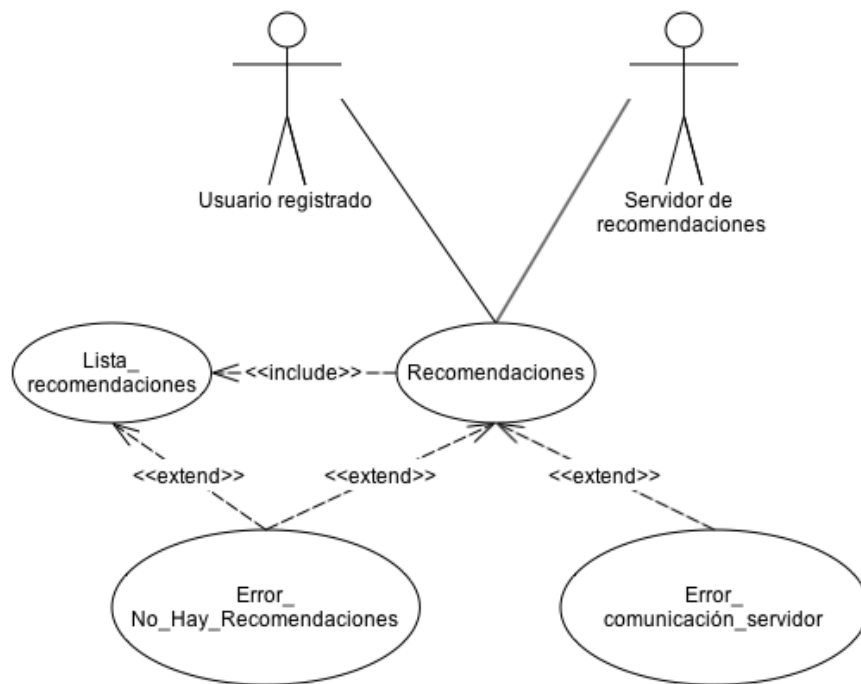 Usuario registrado
Servidor de
recomendaciones
Lista_
recomendaciones
<<include>>
Recomendaciones
<<extend>>
<<extend>>
<<extend>>
Error_
No_Hay_Recomendaciones
Error_
comunicación_servidor